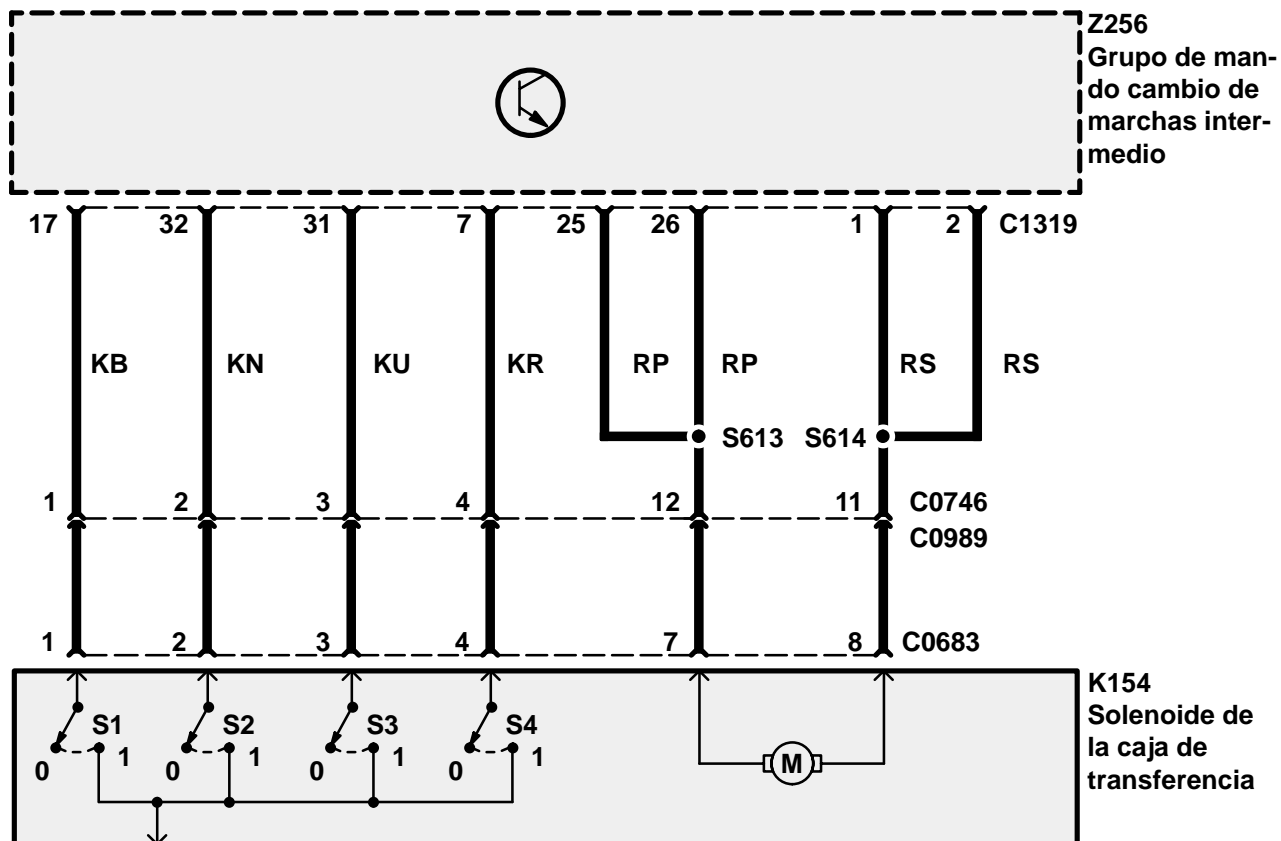 Z256
Grupo de man-
do cambio de
marchas inter-
medio
17 32 31 7 25 26 1 2 C1319
KB KN KU KR RP RP RS RS
S613 S614
1 2 3 4 12 11 C0746
C0989
1 2 3 4 7 8 C0683
K154
Solenoide de
la caja de
transferencia
S1 S2 S3 S4
0 1 0 1 0 1 0 1
M